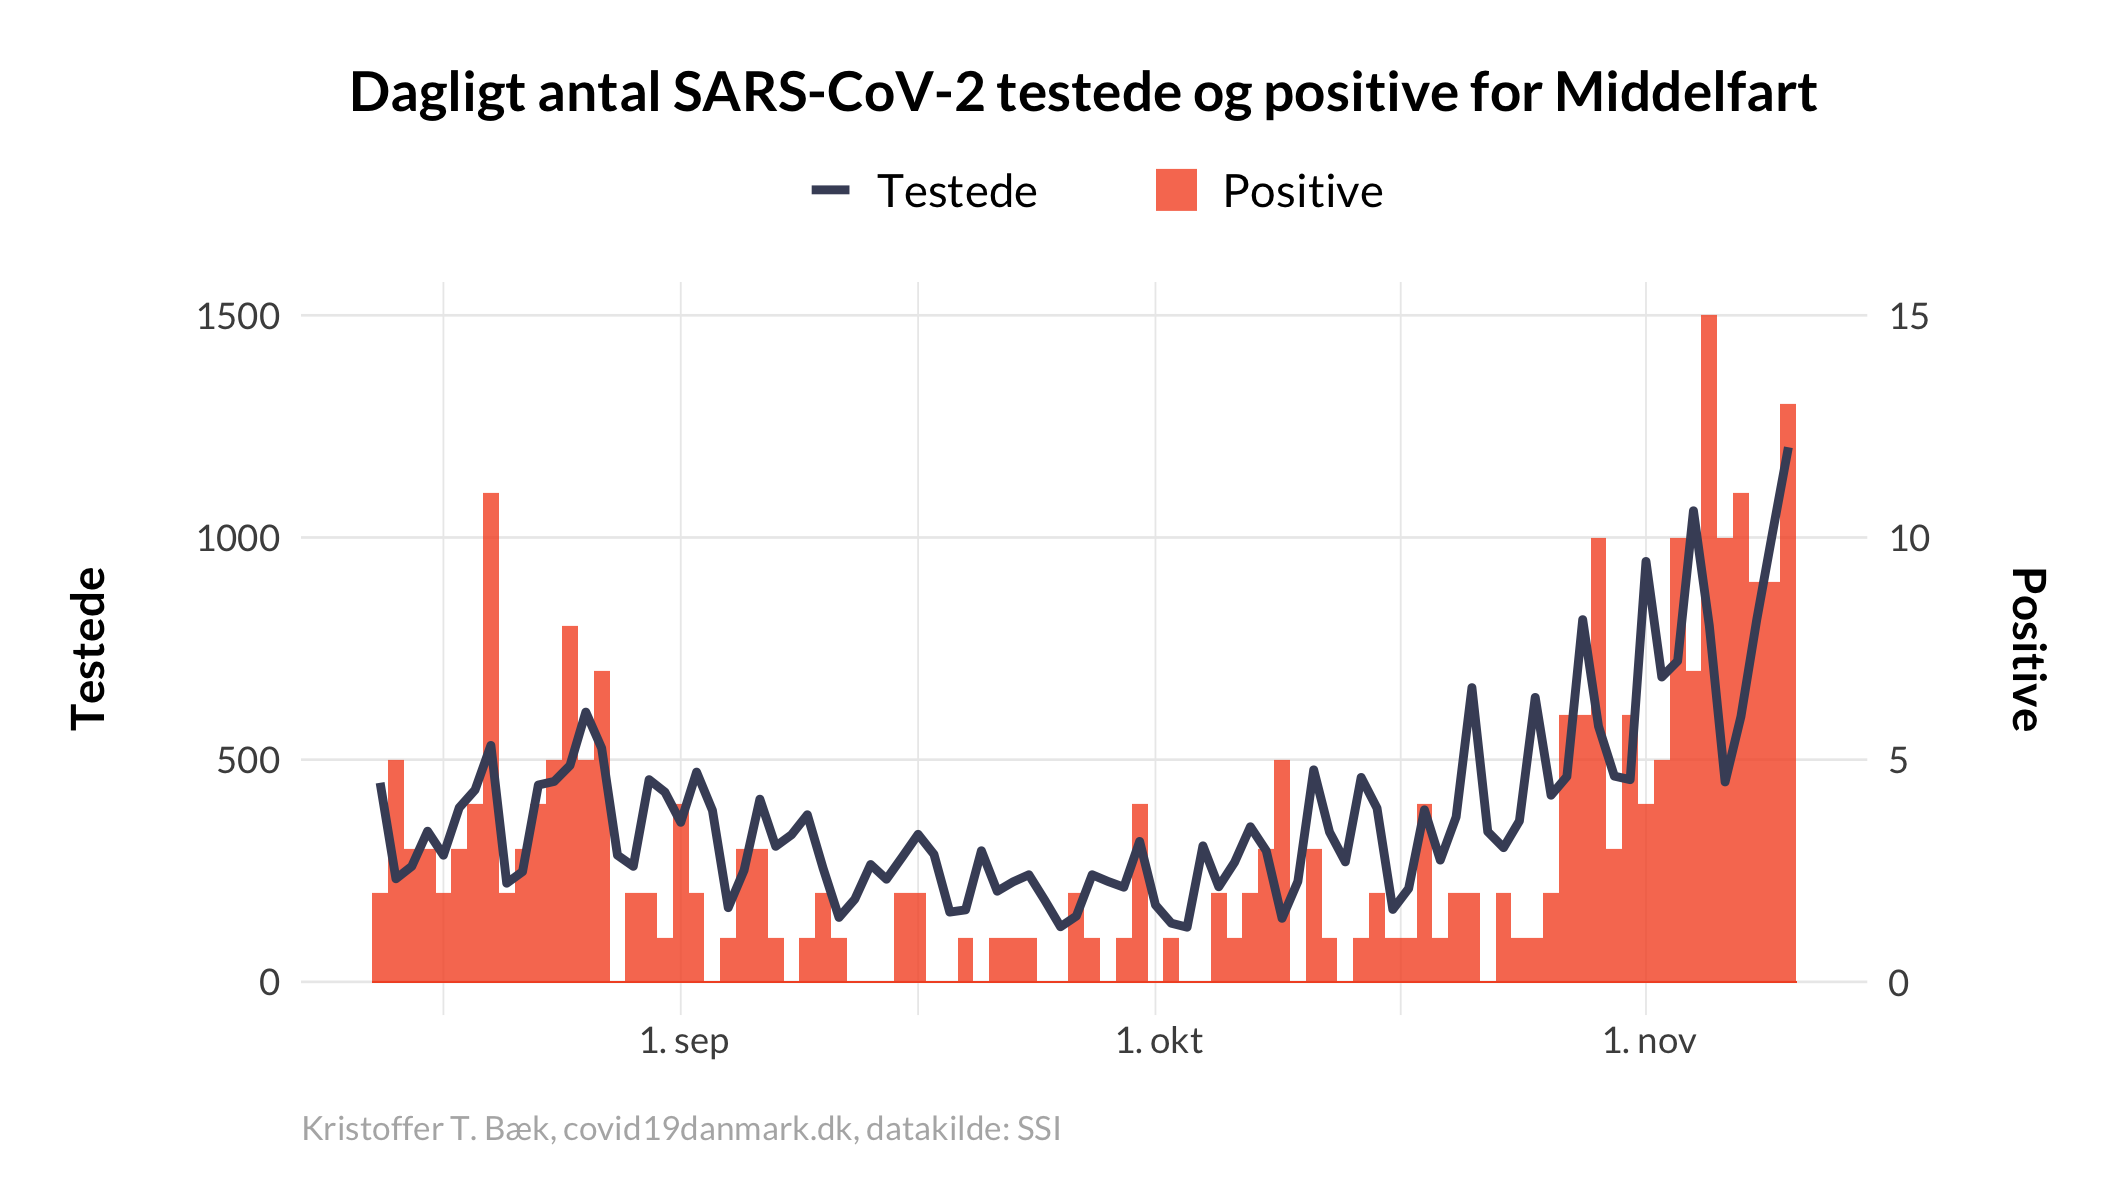 Dagligt antal SARS-CoV-2 testede og positive for Middelfart
Testede
Positive
1500
1000
500
0
Testede
15
10
5
0
Positive
1. sep
1. okt
1. nov
Kristoffer T. Bæk, covid19danmark.dk, datakilde: SSI